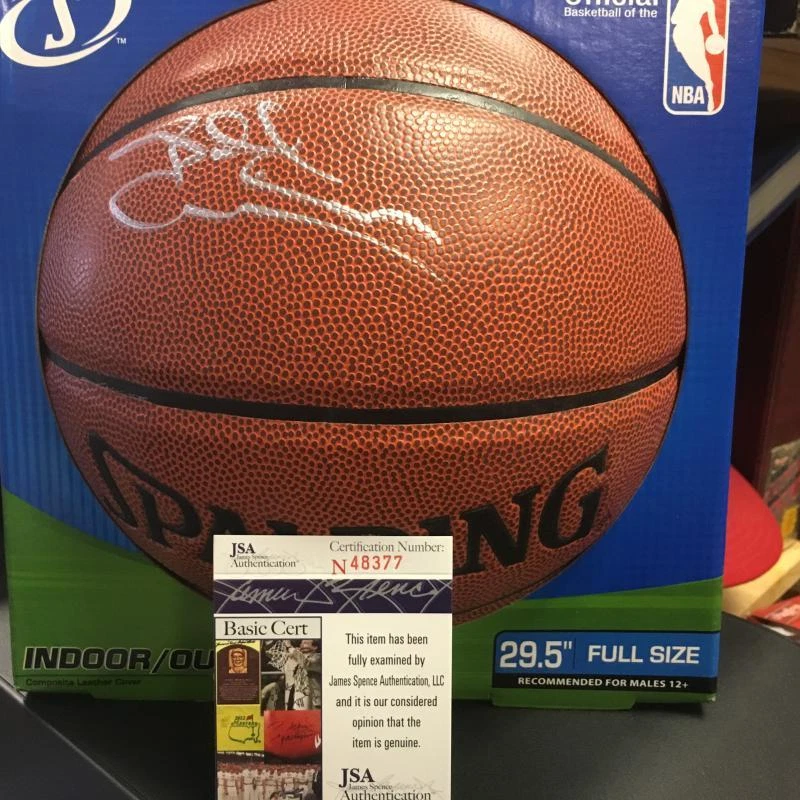 S
TM
Official
Basketball of the
NBA
SPALDING
INDOOR/OU
Composite Leather Cover
29.5" FULL SIZE
RECOMMENDED FOR MALES 12+
JSA
James Spence
Authentication™
Certification Number:
N48377
Basic Cert
This item has been
fully examined by
James Spence Authentication, LLC
and it is our considered
opinion that the
item is genuine.
JSA
James Spence
Authentication